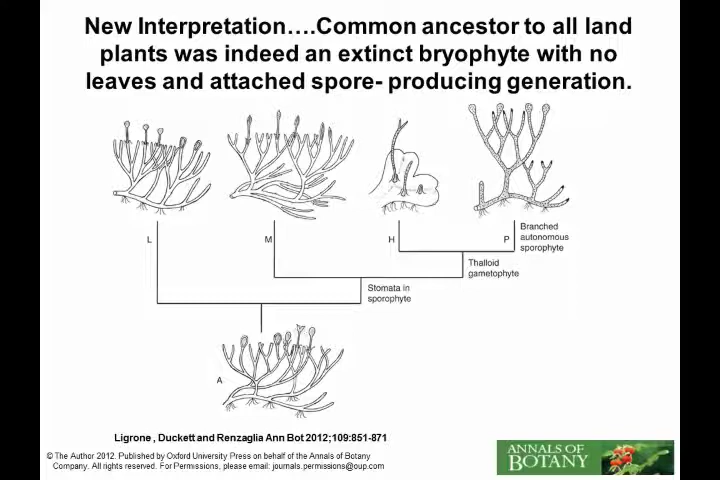 New Interpretation….Common ancestor to all land
plants was indeed an extinct bryophyte with no
leaves and attached spore- producing generation.
L
M
H
P
Branched
autonomous
sporophyte
Thalloid
gametophyte
Stomata in
sporophyte
A
Ligrone , Duckett and Renzaglia Ann Bot 2012;109:851-871
© The Author 2012. Published by Oxford University Press on behalf of the Annals of Botany
Company. All rights reserved. For Permissions, please email: journals.permissions@oup.com
ANNALS OF
BOTANY